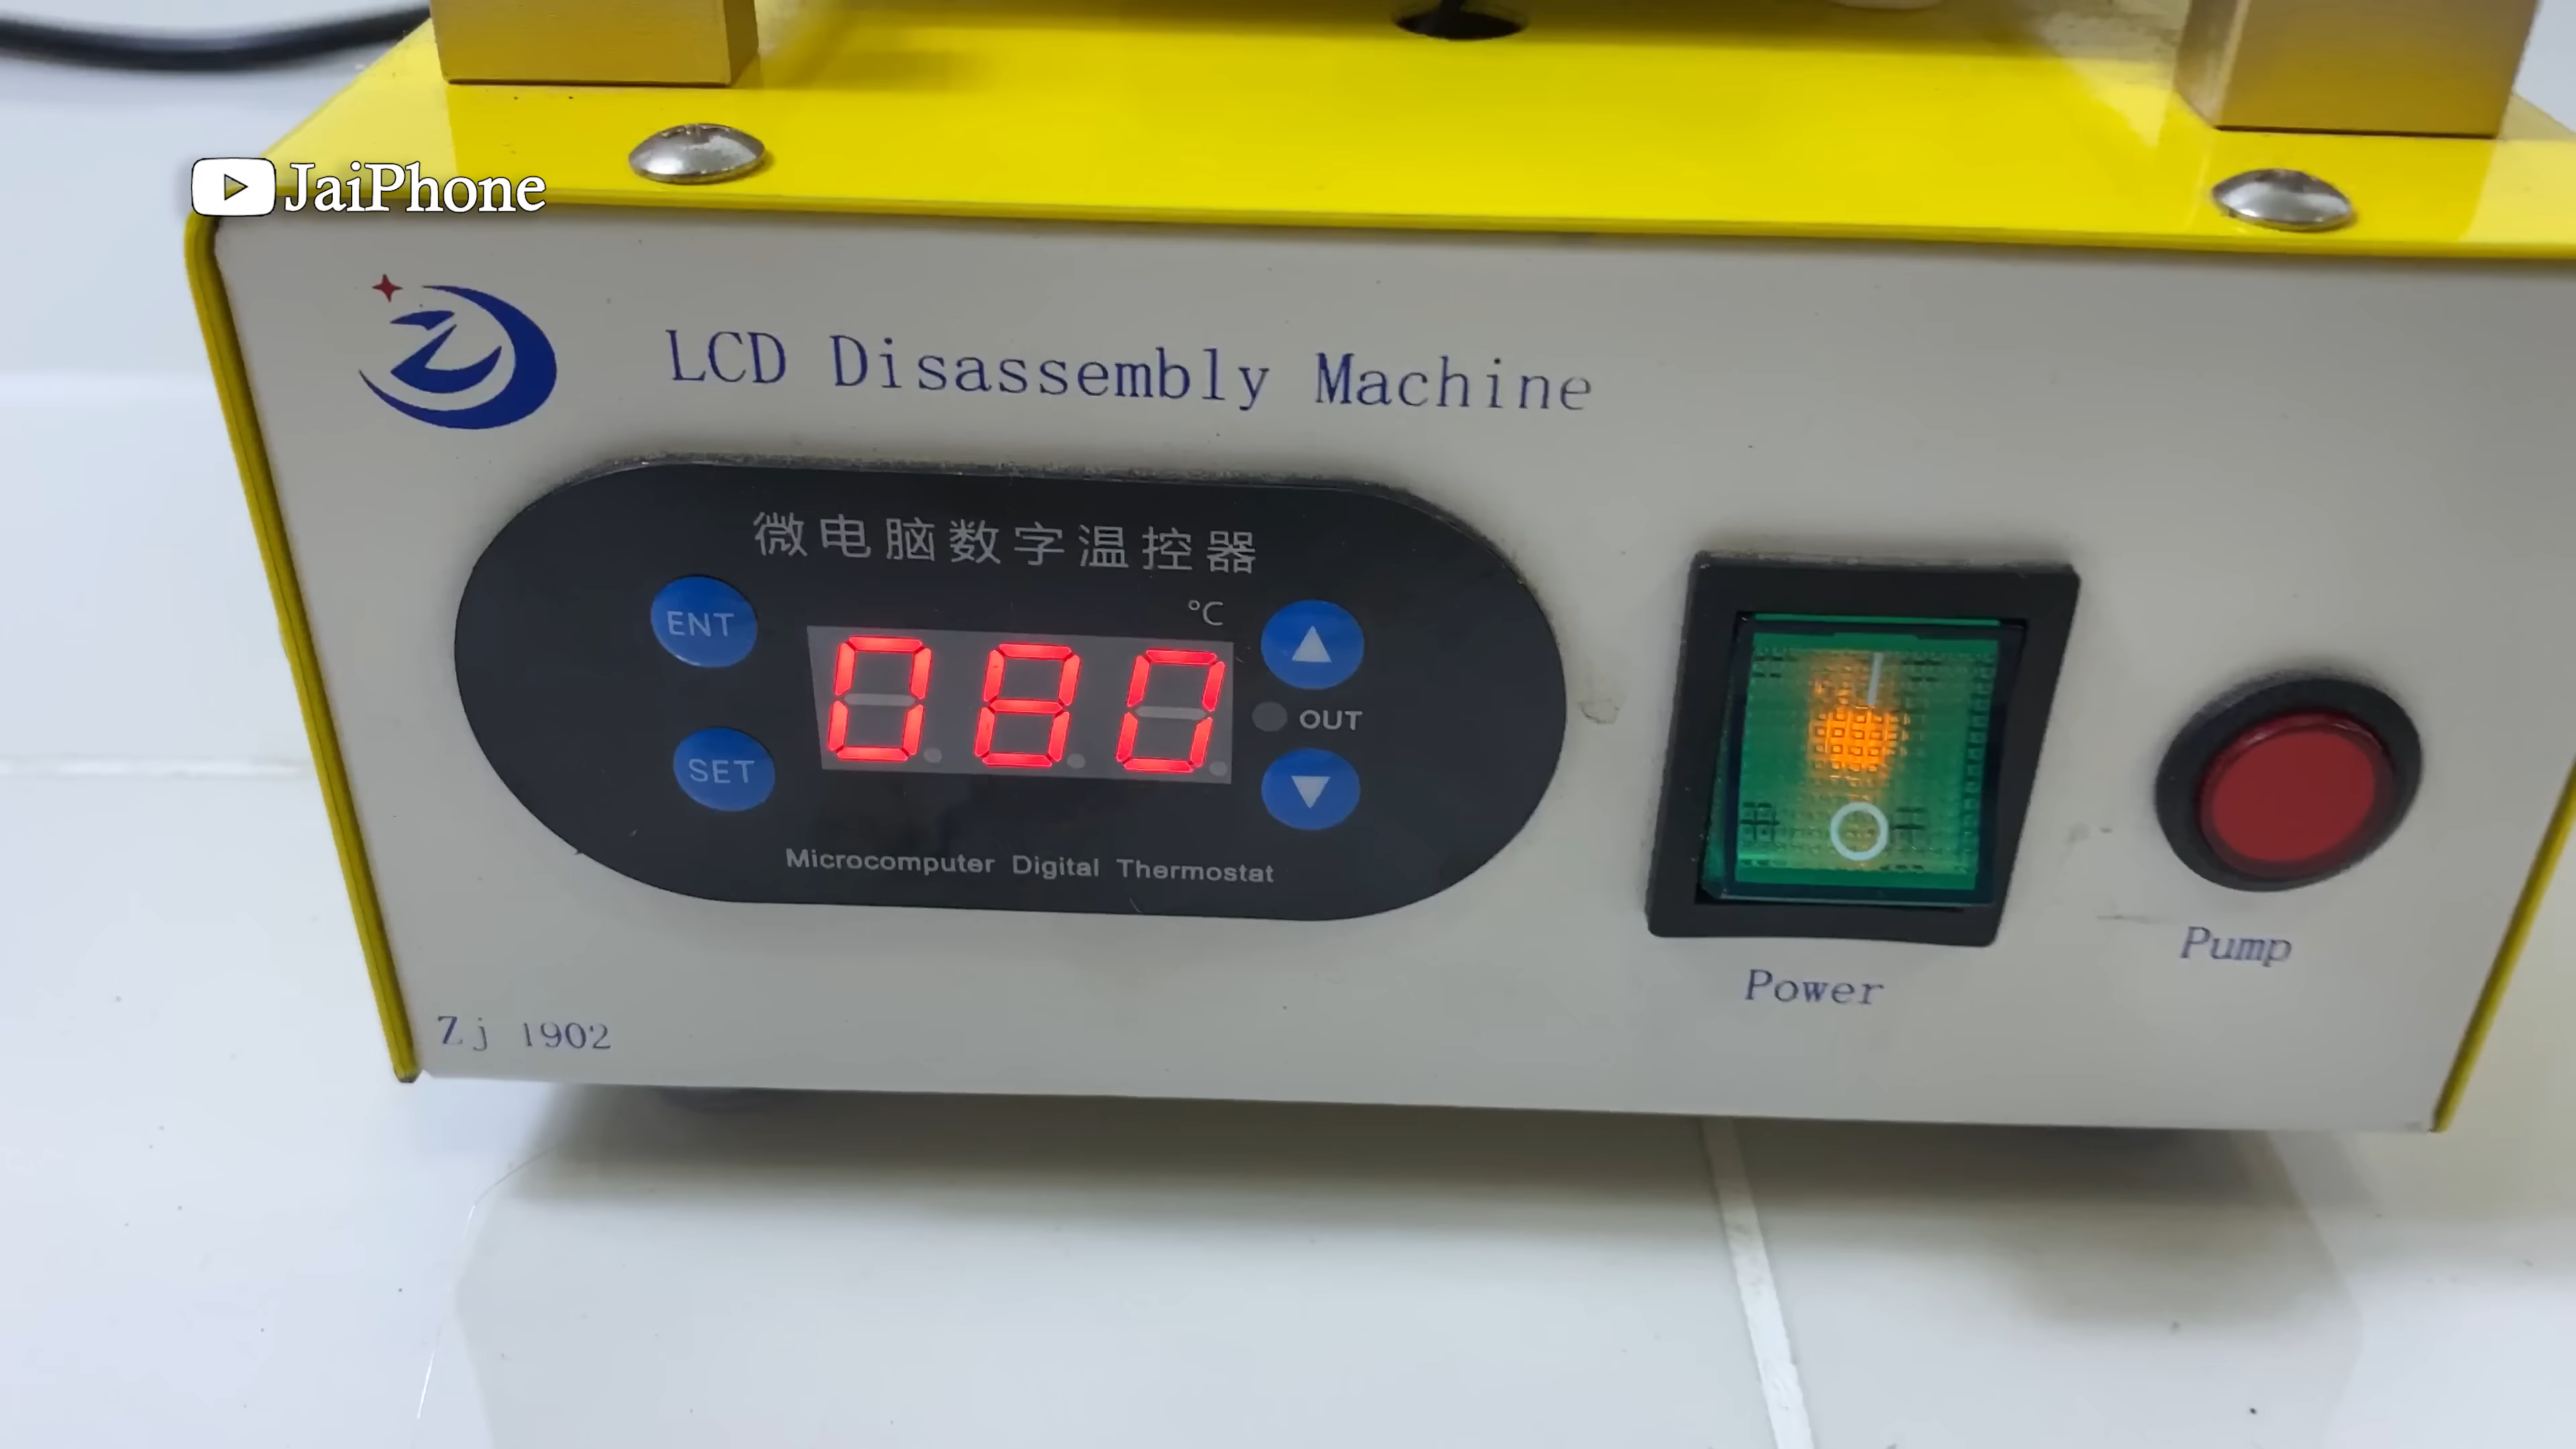 JaiPhone
LCD Disassembly Machine
微电脑数字温控器
°C
ENT
080
OUT
SET
Microcomputer Digital Thermostat
Power
Pump
Zj 1902